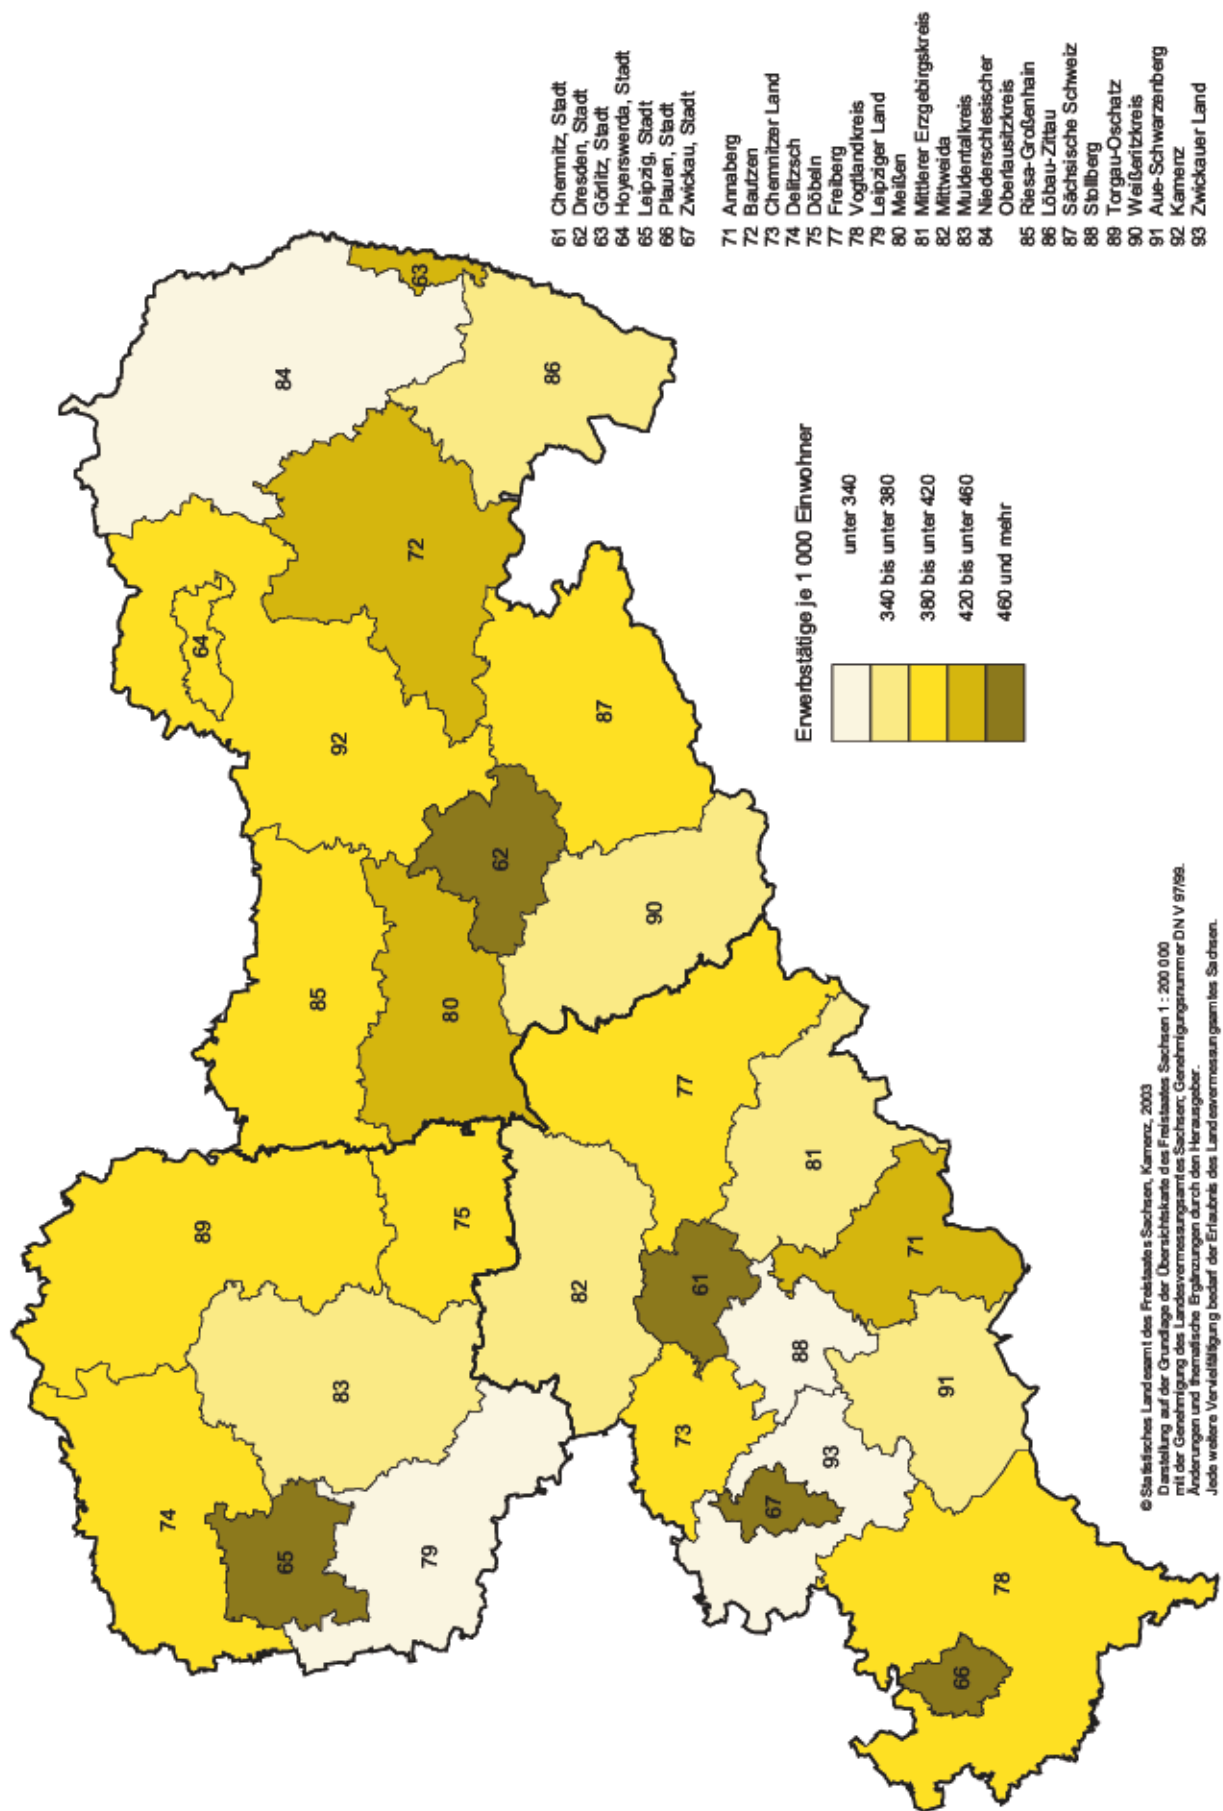 89
74
83
75
65
79
84
64
92
72
63
86
85
80
62
87
90
82
77
61
73
81
88
71
67
93
91
66
78
61 Chemnitz, Stadt
62 Dresden, Stadt
63 Görlitz, Stadt
64 Hoyerswerda, Stadt
65 Leipzig, Stadt
66 Plauen, Stadt
67 Zwickau, Stadt
71 Annaberg
72 Bautzen
73 Chemnitzer Land
74 Delitzsch
75 Döbeln
77 Freiberg
78 Vogtlandkreis
79 Leipziger Land
80 Meißen
81 Mittlerer Erzgebirgskreis
82 Mittweida
83 Muldentalkreis
84 Niederschlesischer
Oberlausitzkreis
85 Riesa-Großenhain
86 Löbau-Zittau
87 Sächsische Schweiz
88 Stollberg
89 Torgau-Oschatz
90 Weißeritzkreis
91 Aue-Schwarzenberg
92 Kamenz
93 Zwickauer Land
Erwerbstätige je 1 000 Einwohner
unter 340
340 bis unter 380
380 bis unter 420
420 bis unter 460
460 und mehr
© Statistisches Landesamt des Freistaates Sachsen, Kamenz, 2003
Darstellung auf der Grundlage der Übersichtskarte des Freistaates Sachsen 1 : 200 000
mit der Genehmigung des Landesvermessungsamtes Sachsen; Genehmigungsnummer DN V 97/99.
Änderungen und thematische Ergänzungen durch den Herausgeber.
Jede weitere Vervielfältigung bedarf der Erlaubnis des Landesvermessungsamtes Sachsen.